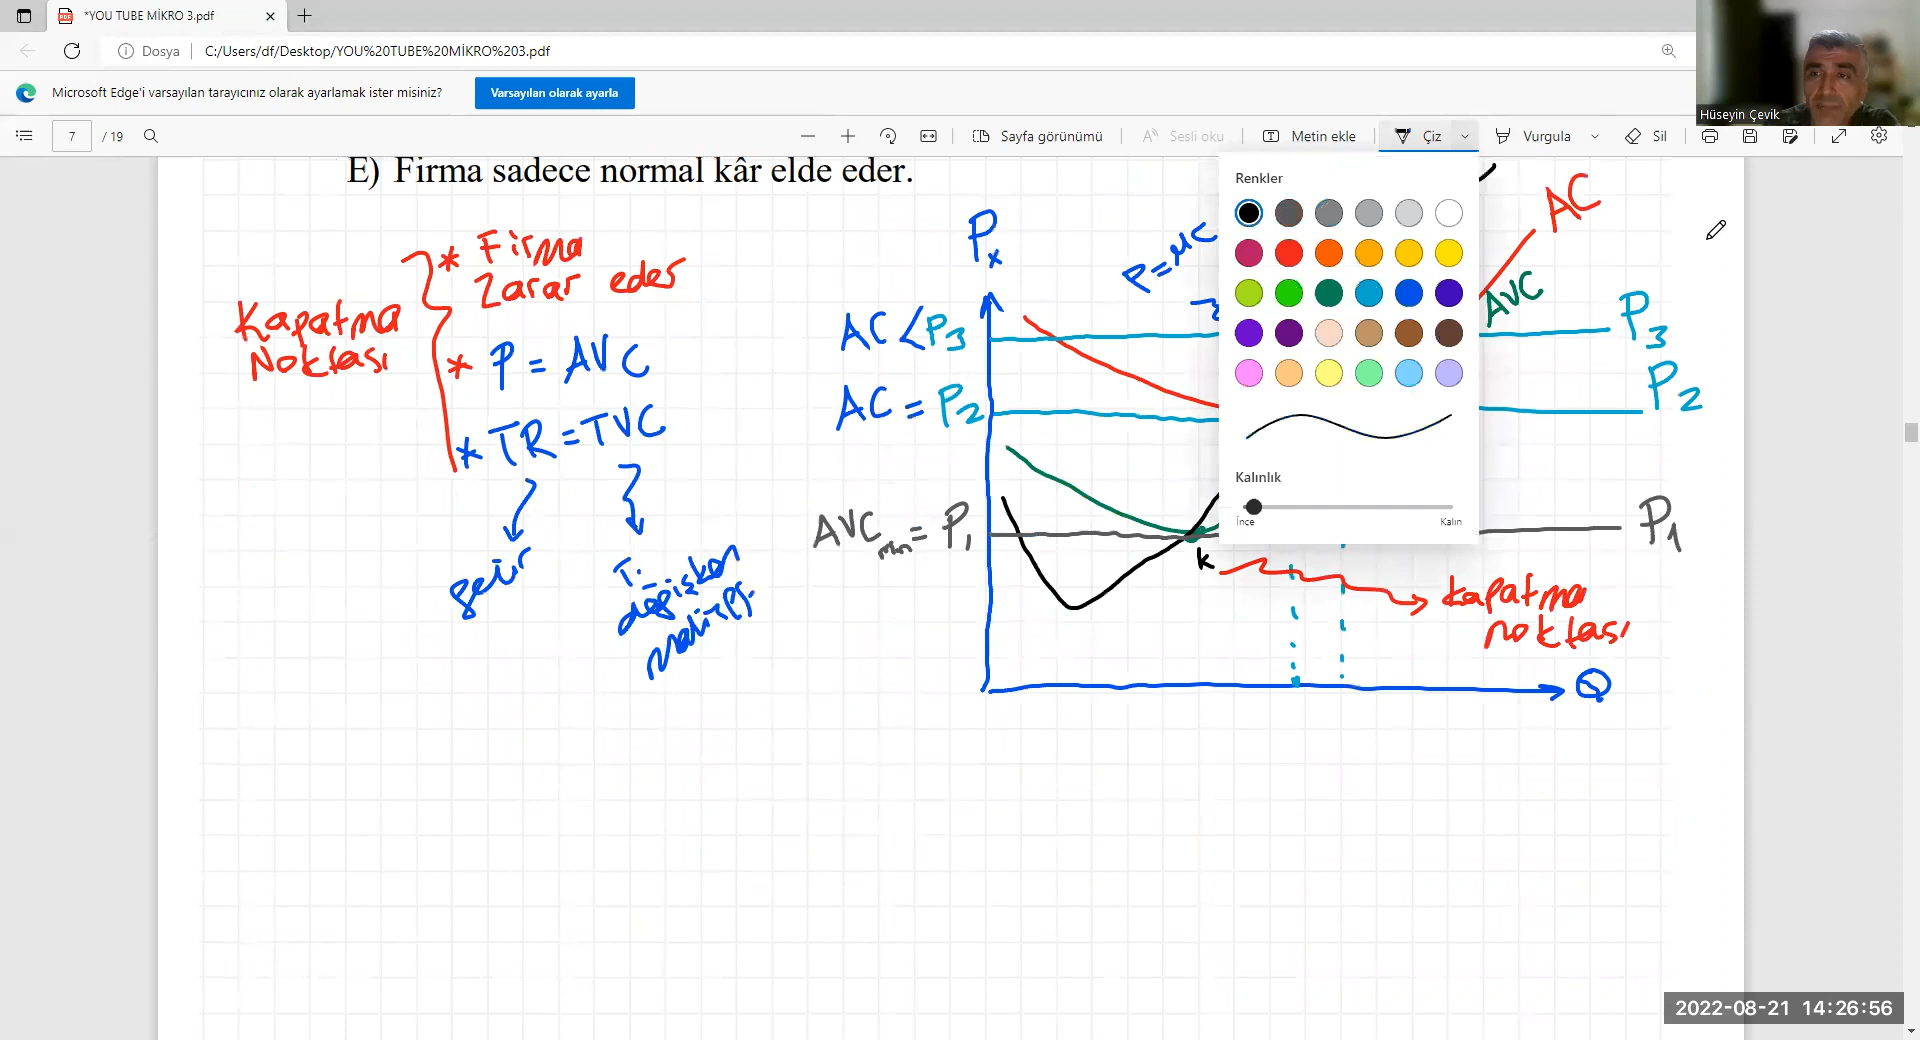 *YOU TUBE MİKRO 3.pdf
Dosya
C:/Users/df/Desktop/YOU%20TUBE%20MİKRO%203.pdf
Microsoft Edge'i varsayılan tarayıcınız olarak ayarlamak ister misiniz?
Varsayılan olarak ayarla
Hüseyin Çevik
7 / 19
Sayfa görünümü
Sesli oku
Metin ekle
Çiz
Vurgula
Sil
E) Firma sadece normal kâr elde eder.
Renkler
Kalınlık
İnce
Kalın
Kapatma
Noktası
* Firma
Zarar eder
* P = AVC
* TR = TVC
gelir
T.
değişken
Px
P = MC
AC
AVC
AC < P3
P3
AC = P2
P2
AVCmin = P1
P1
k
kapatma
noktası
Q
2022-08-21 14:26:56